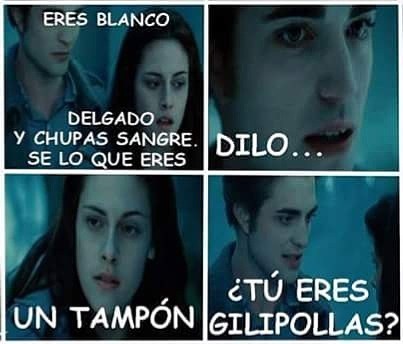 ERES BLANCO
DELGADO
Y CHUPAS SANGRE.
SE LO QUE ERES
DILO...
UN TAMPÓN
¿TÚ ERES
GILIPOLLAS?